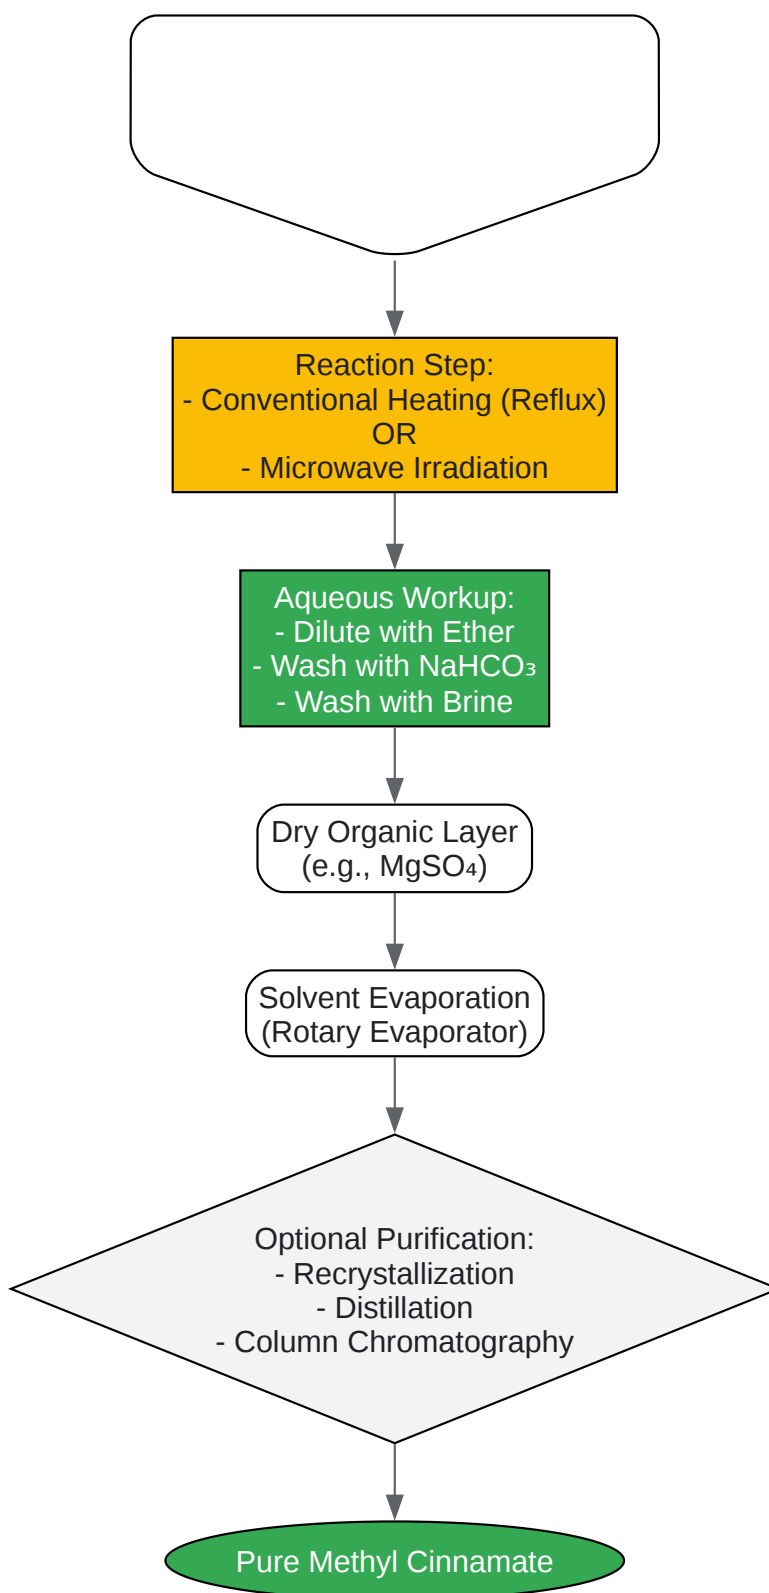 Reaction Step:
- Conventional Heating (Reflux)
OR
- Microwave Irradiation
Aqueous Workup:
- Dilute with Ether
- Wash with NaHCO₃
- Wash with Brine
Dry Organic Layer
(e.g., MgSO₄)
Solvent Evaporation
(Rotary Evaporator)
Optional Purification:
- Recrystallization
- Distillation
- Column Chromatography
Pure Methyl Cinnamate